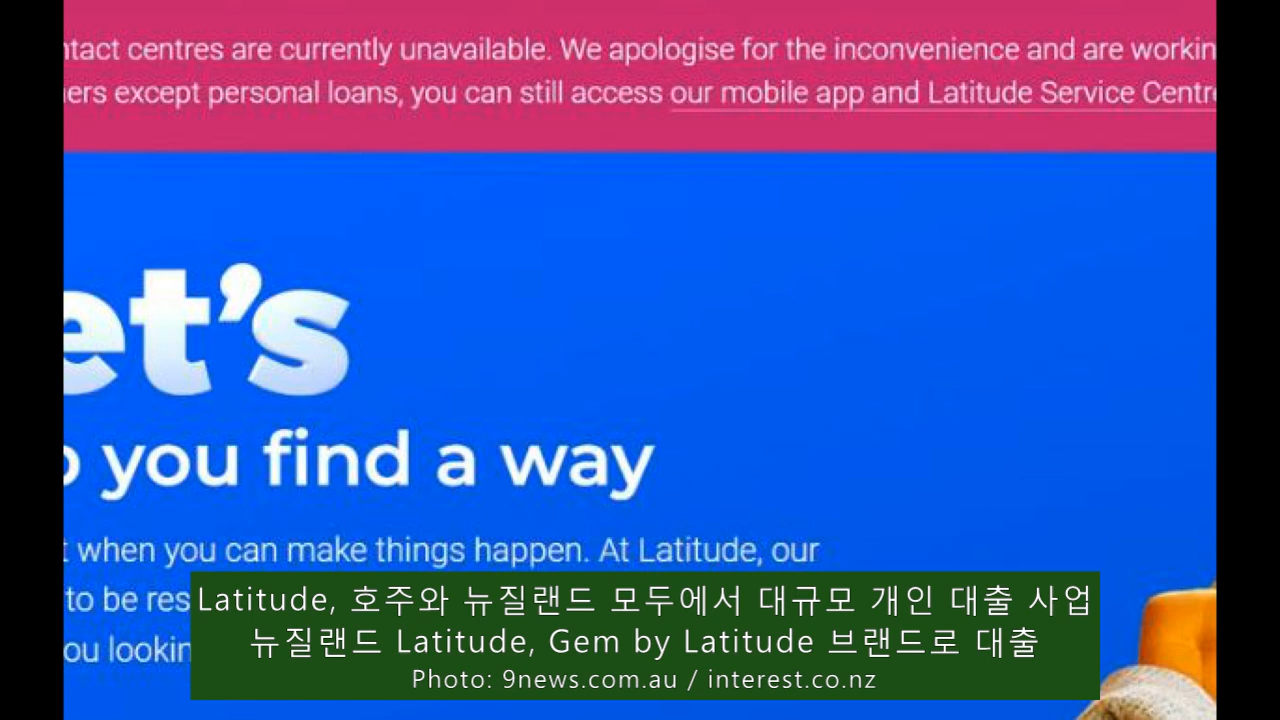 ntact centres are currently unavailable. We apologise for the inconvenience and are workin
ers except personal loans, you can still access our mobile app and Latitude Service Centr
et's
you find a way
t when you can make things happen. At Latitude, our
to be res
ou lookin
Latitude, 호주와 뉴질랜드 모두에서 대규모 개인 대출 사업
뉴질랜드 Latitude, Gem by Latitude 브랜드로 대출
Photo: 9news.com.au / interest.co.nz